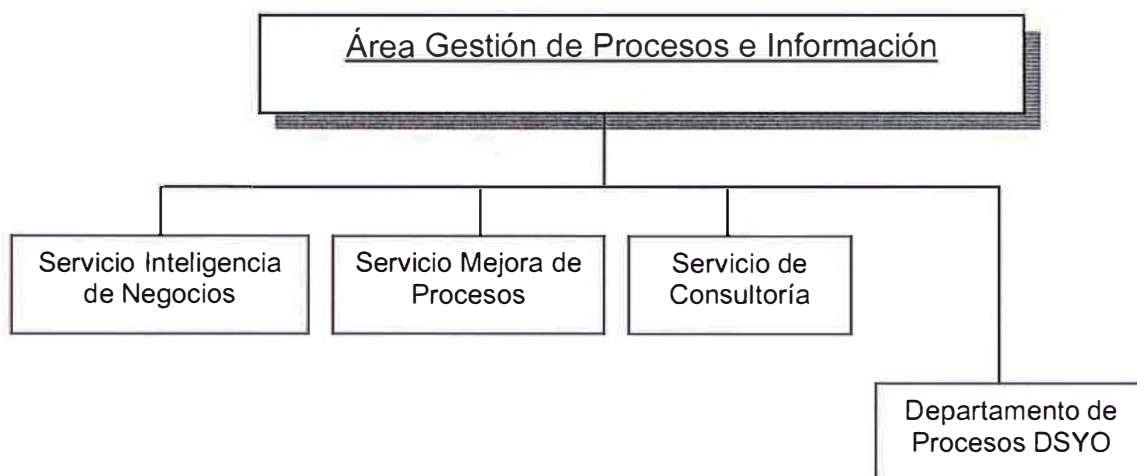 Área Gestión de Procesos e Información
Servicio Inteligencia
de Negocios
Servicio Mejora de
Procesos
Servicio de
Consultoría
Departamento de
Procesos DSYO